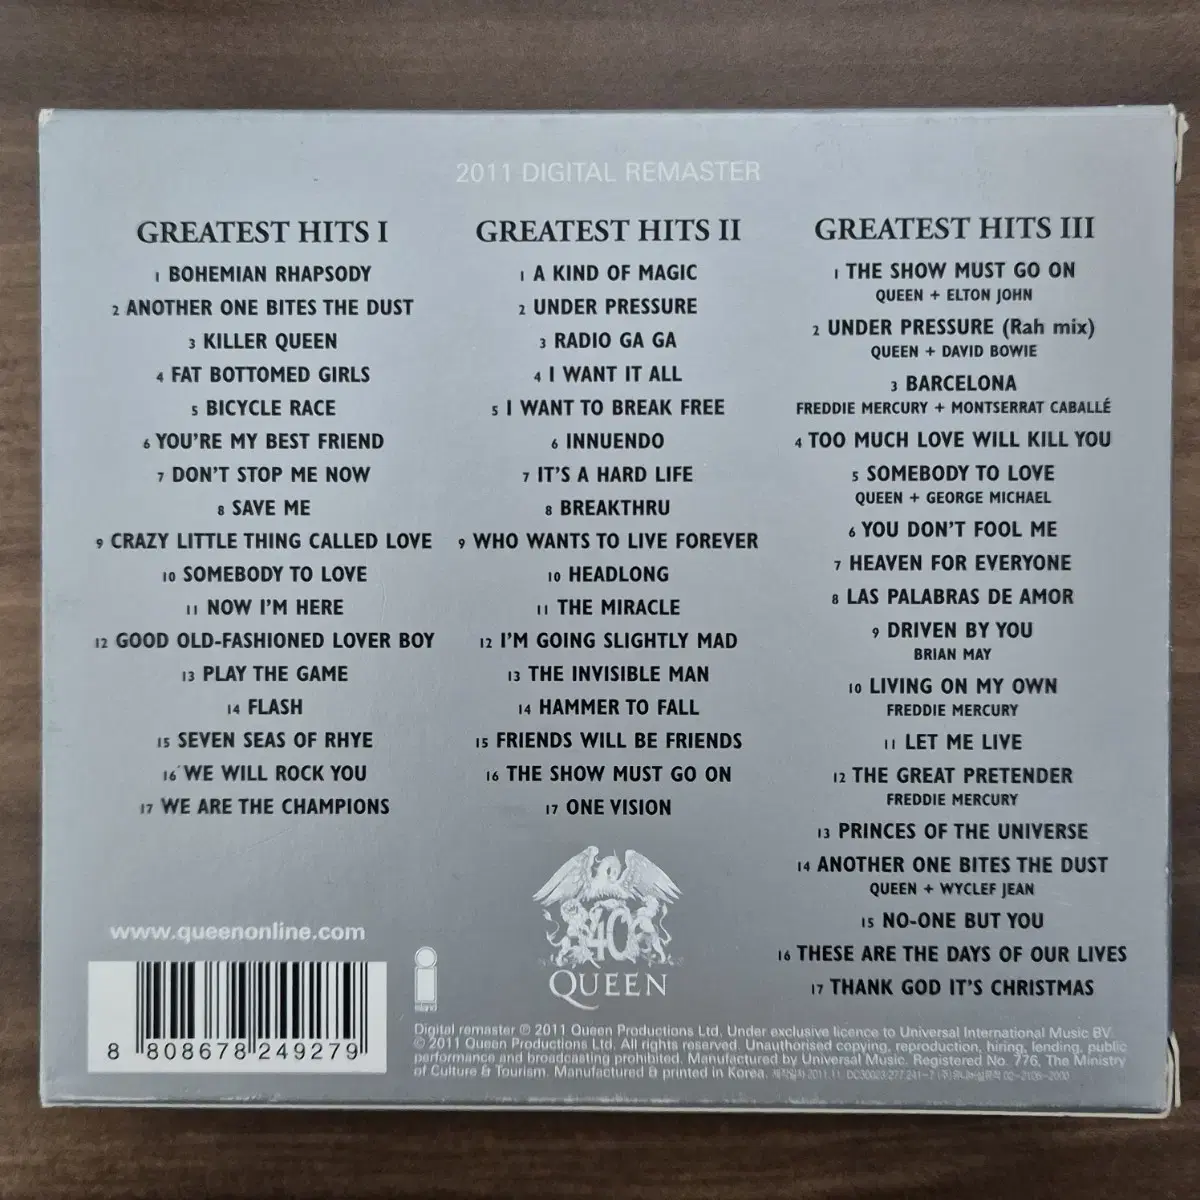 2011 DIGITAL REMASTER
GREATEST HITS I
1 BOHEMIAN RHAPSODY
2 ANOTHER ONE BITES THE DUST
3 KILLER QUEEN
4 FAT BOTTOMED GIRLS
5 BICYCLE RACE
6 YOU'RE MY BEST FRIEND
7 DON'T STOP ME NOW
8 SAVE ME
9 CRAZY LITTLE THING CALLED LOVE
10 SOMEBODY TO LOVE
11 NOW I'M HERE
12 GOOD OLD-FASHIONED LOVER BOY
13 PLAY THE GAME
14 FLASH
15 SEVEN SEAS OF RHYE
16 WE WILL ROCK YOU
17 WE ARE THE CHAMPIONS
GREATEST HITS II
1 A KIND OF MAGIC
2 UNDER PRESSURE
3 RADIO GA GA
4 I WANT IT ALL
5 I WANT TO BREAK FREE
6 INNUENDO
7 IT'S A HARD LIFE
8 BREAKTHRU
9 WHO WANTS TO LIVE FOREVER
10 HEADLONG
11 THE MIRACLE
12 I'M GOING SLIGHTLY MAD
13 THE INVISIBLE MAN
14 HAMMER TO FALL
15 FRIENDS WILL BE FRIENDS
16 THE SHOW MUST GO ON
17 ONE VISION
GREATEST HITS III
1 THE SHOW MUST GO ON
QUEEN + ELTON JOHN
2 UNDER PRESSURE (Rah mix)
QUEEN + DAVID BOWIE
3 BARCELONA
FREDDIE MERCURY + MONTSERRAT CABALLÉ
4 TOO MUCH LOVE WILL KILL YOU
5 SOMEBODY TO LOVE
QUEEN + GEORGE MICHAEL
6 YOU DON'T FOOL ME
7 HEAVEN FOR EVERYONE
8 LAS PALABRAS DE AMOR
9 DRIVEN BY YOU
BRIAN MAY
10 LIVING ON MY OWN
FREDDIE MERCURY
11 LET ME LIVE
12 THE GREAT PRETENDER
FREDDIE MERCURY
13 PRINCES OF THE UNIVERSE
14 ANOTHER ONE BITES THE DUST
QUEEN + WYCLEF JEAN
15 NO-ONE BUT YOU
16 THESE ARE THE DAYS OF OUR LIVES
17 THANK GOD IT'S CHRISTMAS
40
QUEEN
www.queenonline.com
8 808678 249279
island
Digital remaster ℗ 2011 Queen Productions Ltd. Under exclusive licence to Universal International Music BV.
© 2011 Queen Productions Ltd. All rights reserved. Unauthorised copying, reproduction, hiring, lending, public
performance and broadcasting prohibited. Manufactured by Universal Music. Registered No. 776, The Ministry
of Culture & Tourism. Manufactured & printed in Korea. 2011.11. 02-2106-2000